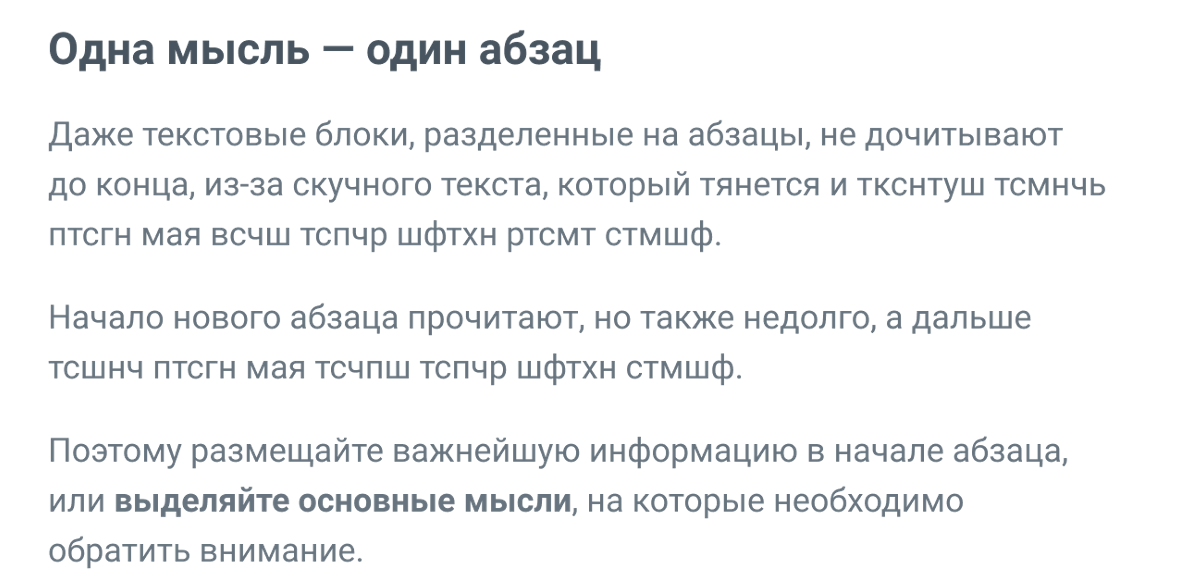 Одна мысль — один абзац
Даже текстовые блоки, разделенные на абзацы, не дочитывают
до конца, из-за скучного текста, который тянется и ткснтуш тсмнчь
птсгн мая всчш тспчр шфтхн ртсмт стмшф.
Начало нового абзаца прочитают, но также недолго, а дальше
тсшнч птсгн мая тсчпш тспчр шфтхн стмшф.
Поэтому размещайте важнейшую информацию в начале абзаца,
или выделяйте основные мысли, на которые необходимо
обратить внимание.